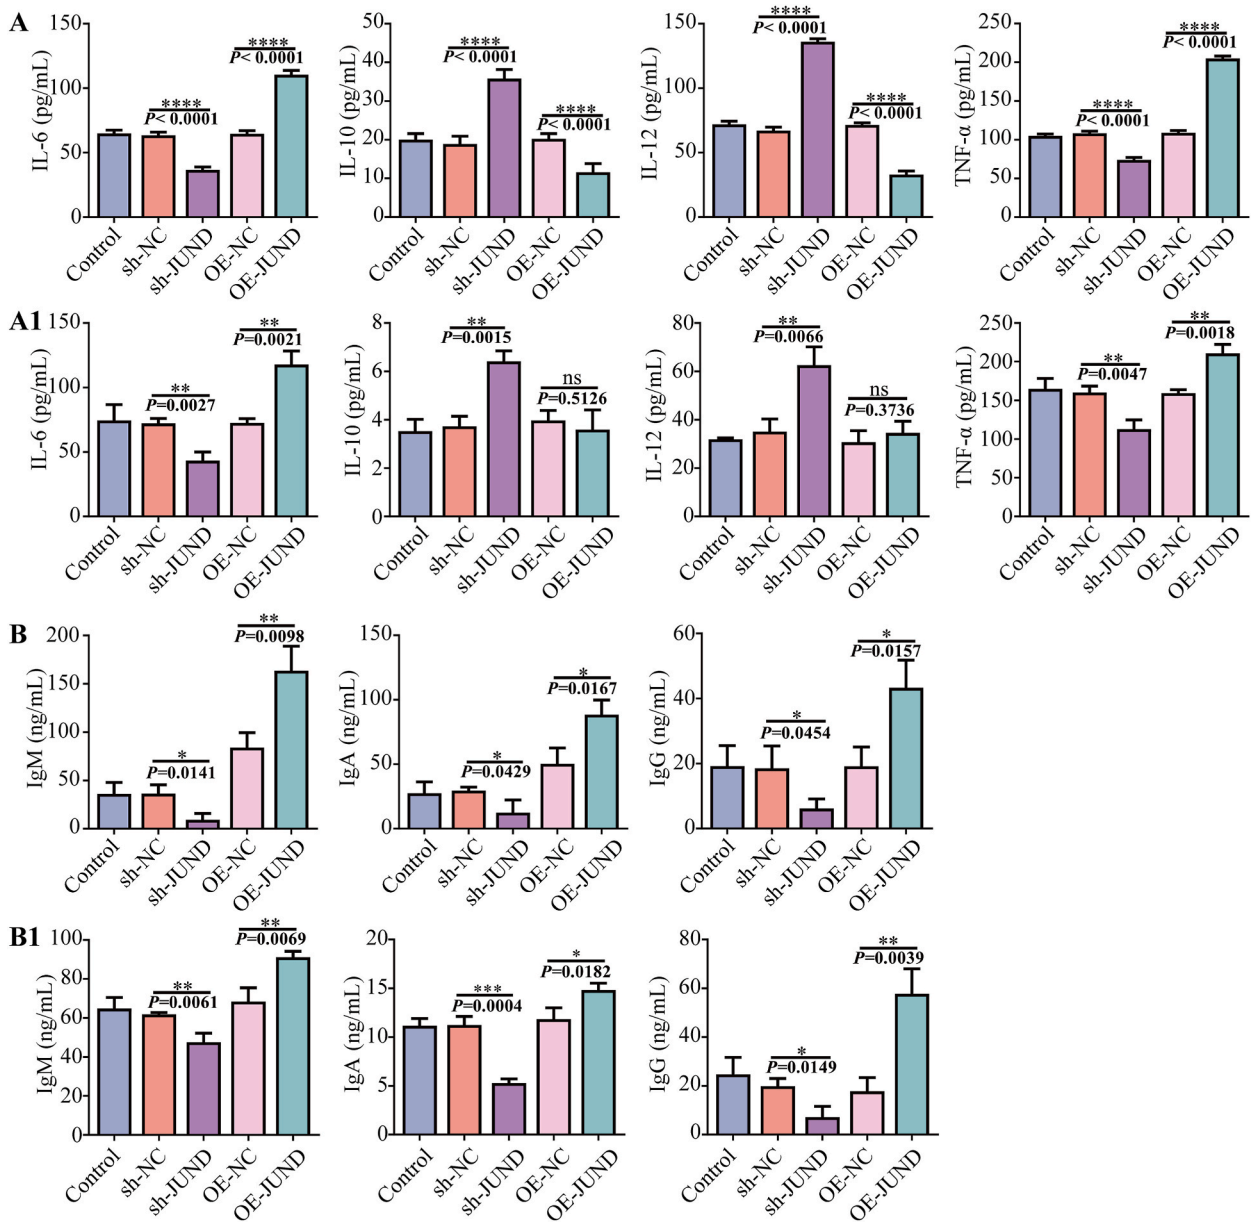 A
IL-6 (pg/mL)
150
100
50
0
****
P< 0.0001
****
P< 0.0001
Control
sh-NC
sh-JUND
OE-NC
OE-JUND
IL-10 (pg/mL)
50
40
30
20
10
0
****
P< 0.0001
****
P< 0.0001
Control
sh-NC
sh-JUND
OE-NC
OE-JUND
IL-12 (pg/mL)
150
100
50
0
****
P< 0.0001
****
P< 0.0001
Control
sh-NC
sh-JUND
OE-NC
OE-JUND
TNF-α (pg/mL)
250
200
150
100
50
0
****
P< 0.0001
****
P< 0.0001
Control
sh-NC
sh-JUND
OE-NC
OE-JUND
A1
IL-6 (pg/mL)
150
100
50
0
**
P=0.0027
**
P=0.0021
Control
sh-NC
sh-JUND
OE-NC
OE-JUND
IL-10 (pg/mL)
8
6
4
2
0
**
P=0.0015
ns
P=0.5126
Control
sh-NC
sh-JUND
OE-NC
OE-JUND
IL-12 (pg/mL)
80
60
40
20
0
**
P=0.0066
ns
P=0.3736
Control
sh-NC
sh-JUND
OE-NC
OE-JUND
TNF-α (pg/mL)
250
200
150
100
50
0
**
P=0.0047
**
P=0.0018
Control
sh-NC
sh-JUND
OE-NC
OE-JUND
B
IgM (ng/mL)
200
150
100
50
0
*
P=0.0141
**
P=0.0098
Control
sh-NC
sh-JUND
OE-NC
OE-JUND
IgA (ng/mL)
150
100
50
0
*
P=0.0429
*
P=0.0167
Control
sh-NC
sh-JUND
OE-NC
OE-JUND
IgG (ng/mL)
60
40
20
0
*
P=0.0454
*
P=0.0157
Control
sh-NC
sh-JUND
OE-NC
OE-JUND
B1
IgM (ng/mL)
100
80
60
40
20
0
**
P=0.0061
**
P=0.0069
Control
sh-NC
sh-JUND
OE-NC
OE-JUND
IgA (ng/mL)
20
15
10
5
0
***
P=0.0004
*
P=0.0182
Control
sh-NC
sh-JUND
OE-NC
OE-JUND
IgG (ng/mL)
80
60
40
20
0
*
P=0.0149
**
P=0.0039
Control
sh-NC
sh-JUND
OE-NC
OE-JUND